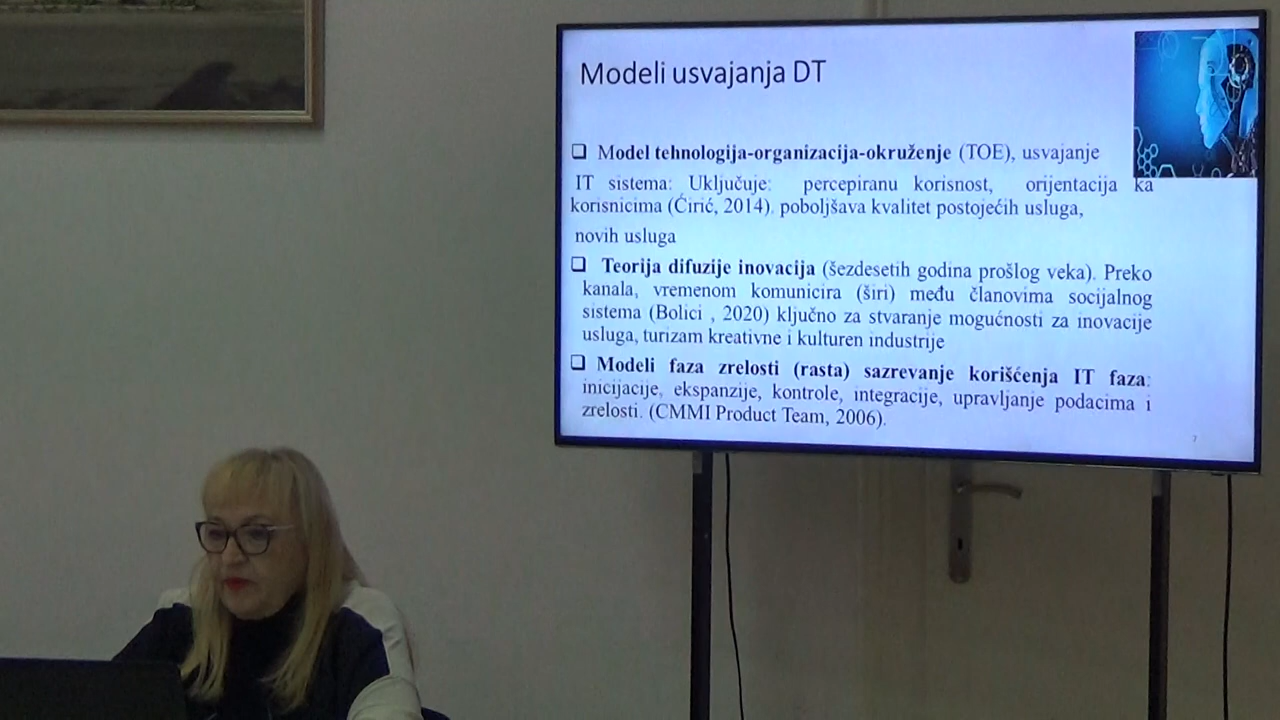 Modeli usvajanja DT
❑ Model tehnologija-organizacija-okruženje (TOE), usvajanje
IT sistema: Uključuje: percepiranu korisnost, orijentacija ka
korisnicima (Ćirić, 2014). poboljšava kvalitet postojećih usluga,
novih usluga
❑ Teorija difuzije inovacija (šezdesetih godina prošlog veka). Preko
kanala, vremenom komunicira (širi) među članovima socijalnog
sistema (Bolici , 2020) ključno za stvaranje mogućnosti za inovacije
usluga, turizam kreativne i kulturen industrije
❑ Modeli faza zrelosti (rasta) sazrevanje korišćenja IT faza:
inicijacije, ekspanzije, kontrole, integracije, upravljanje podacima i
zrelosti. (CMMI Product Team, 2006).
7